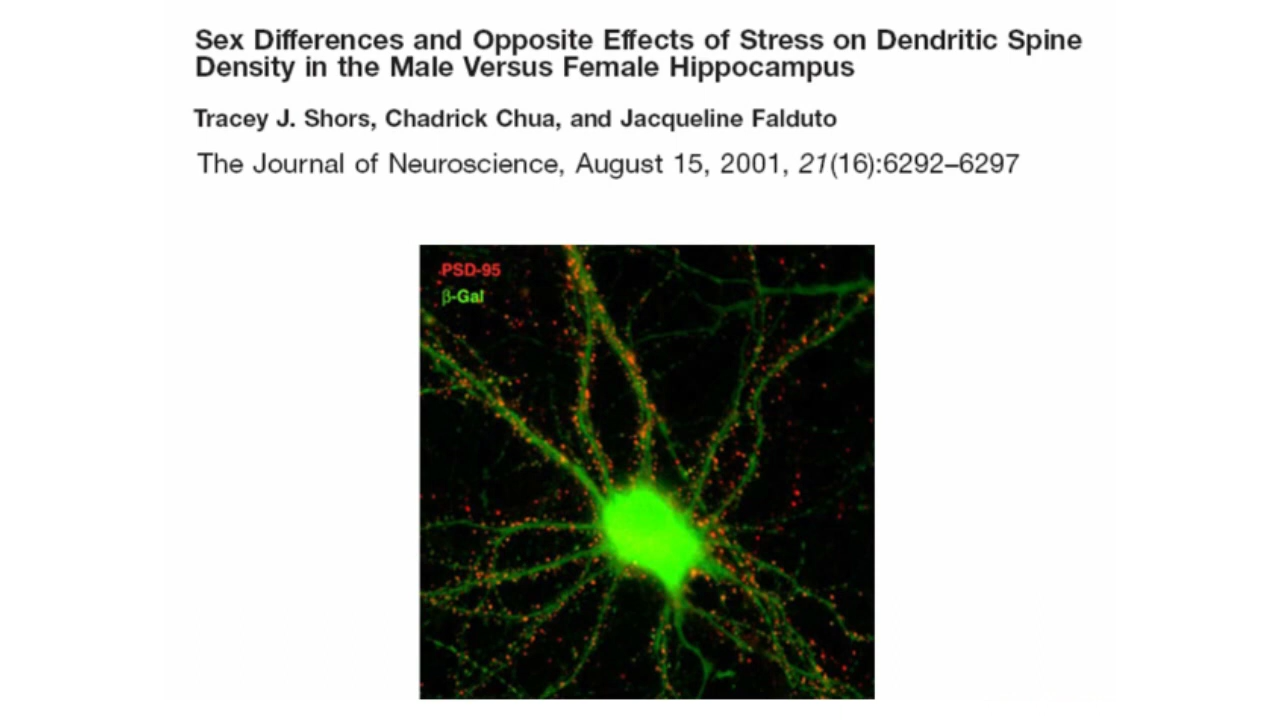 Sex Differences and Opposite Effects of Stress on Dendritic Spine
Density in the Male Versus Female Hippocampus
Tracey J. Shors, Chadrick Chua, and Jacqueline Falduto
The Journal of Neuroscience, August 15, 2001, 21(16):6292–6297
PSD-95
β-Gal